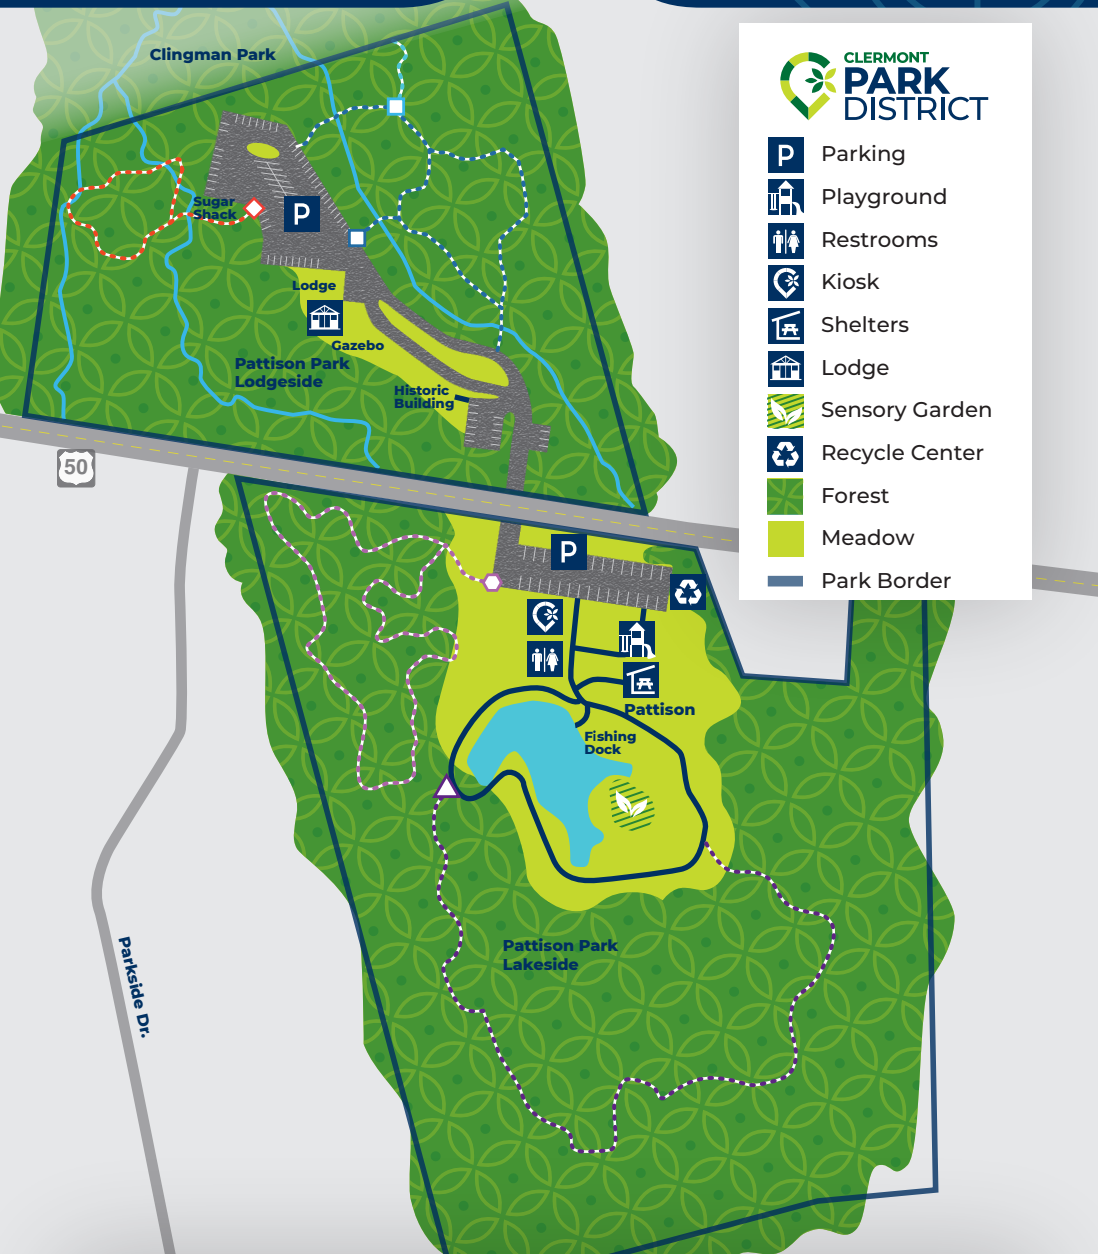 Clingman Park
CLERMONT
PARK
DISTRICT
P Parking
Playground
Restrooms
Kiosk
Shelters
Lodge
Sensory Garden
Recycle Center
Forest
Meadow
Park Border
Sugar
Shack
P
Lodge
Gazebo
Pattison Park
Lodgeside
Historic
Building
50
P
Pattison
Fishing
Dock
Pattison Park
Lakeside
Parkside Dr.